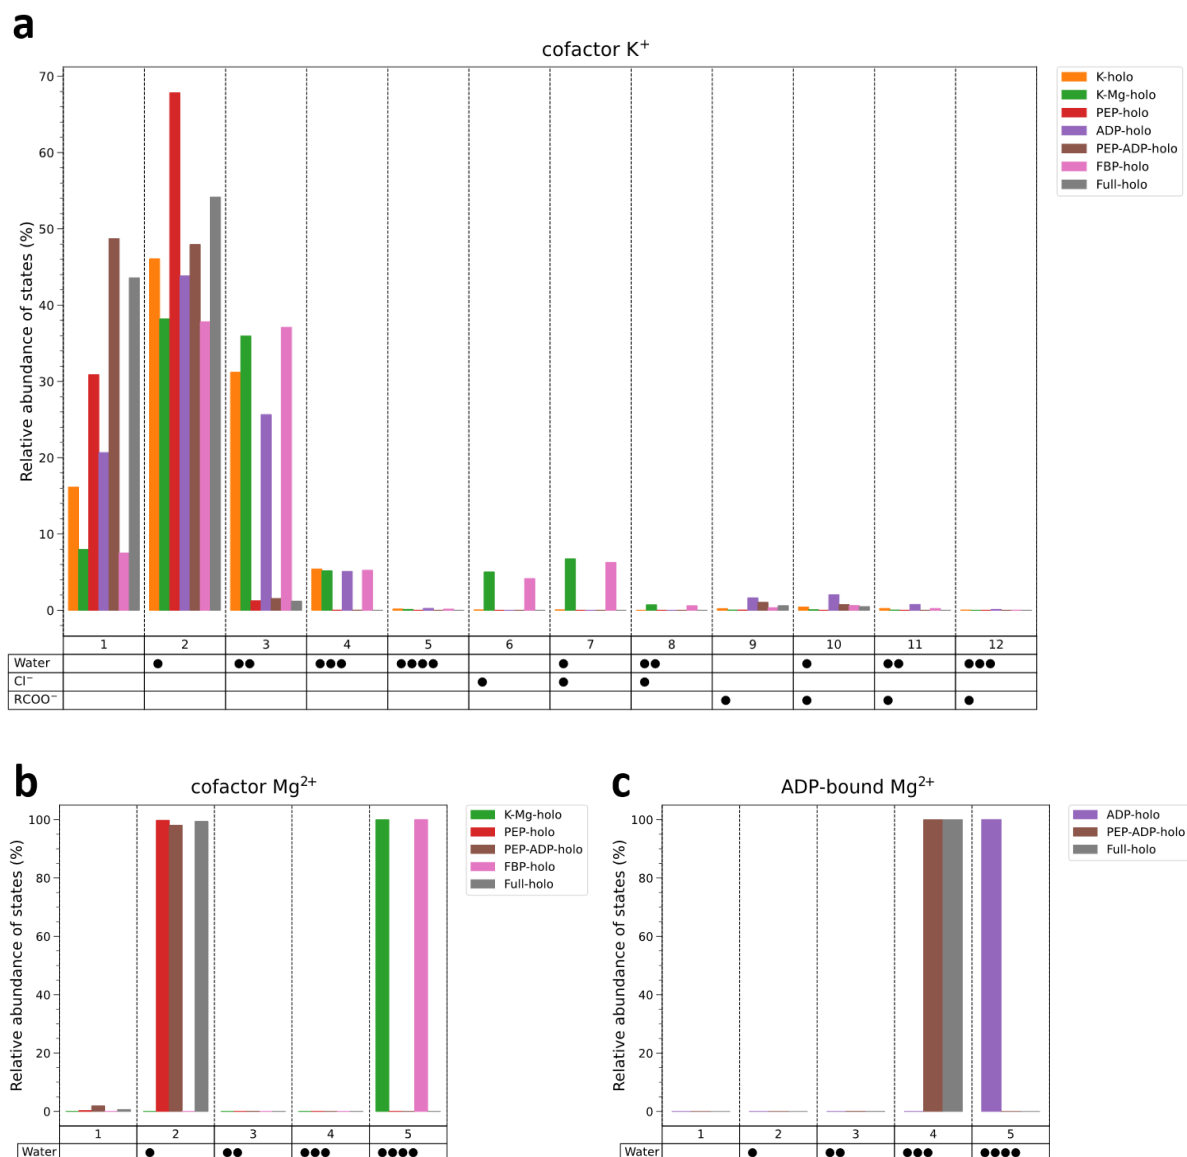 a
cofactor K⁺
Relative abundance of states (%)
70
60
50
40
30
20
10
0
K-holo
K-Mg-holo
PEP-holo
ADP-holo
PEP-ADP-holo
FBP-holo
Full-holo
1 2 3 4 5 6 7 8 9 10 11 12
Water
Cl⁻
RCOO⁻
b
cofactor Mg²⁺
Relative abundance of states (%)
100
80
60
40
20
0
K-Mg-holo
PEP-holo
PEP-ADP-holo
FBP-holo
Full-holo
1 2 3 4 5
Water
c
ADP-bound Mg²⁺
Relative abundance of states (%)
100
80
60
40
20
0
ADP-holo
PEP-ADP-holo
Full-holo
1 2 3 4 5
Water